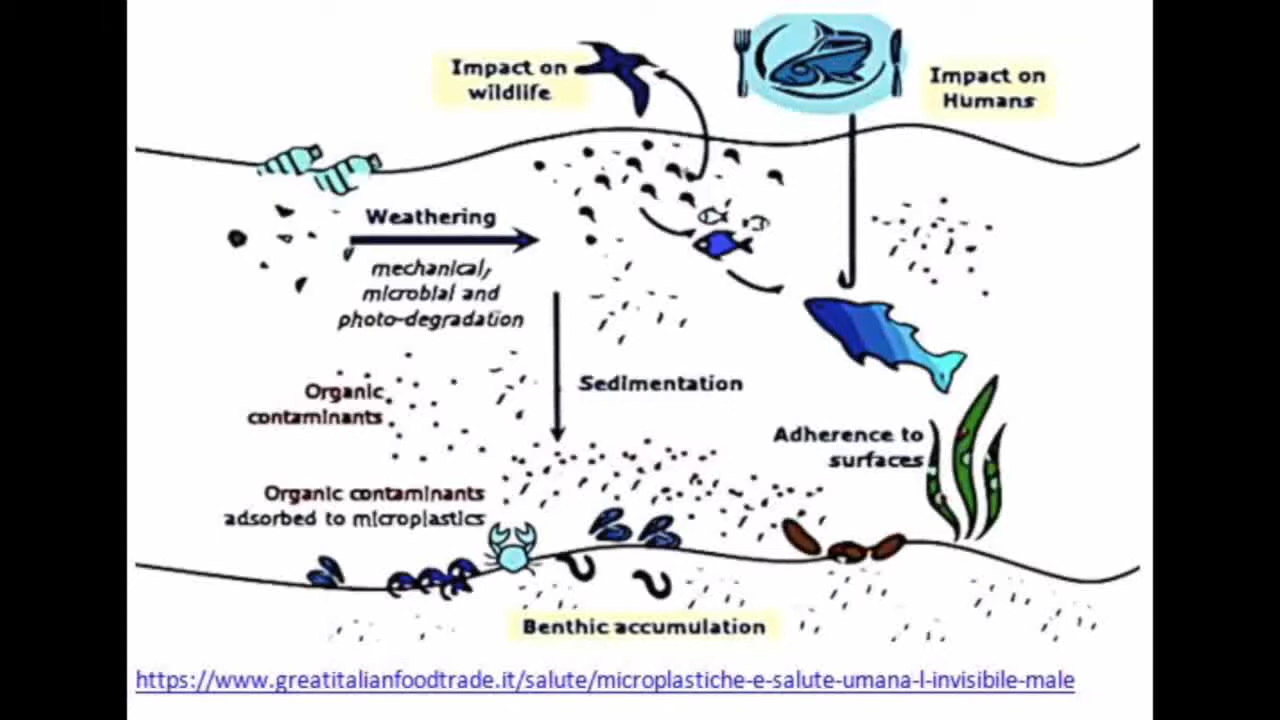 Impact on
wildlife
Impact on
Humans
Weathering
mechanical,
microbial and
photo-degradation
Sedimentation
Organic
contaminants
Adherence to
surfaces
Organic contaminants
adsorbed to microplastics
Benthic accumulation
https://www.greatitalianfoodtrade.it/salute/microplastiche-e-salute-umana-l-invisibile-male